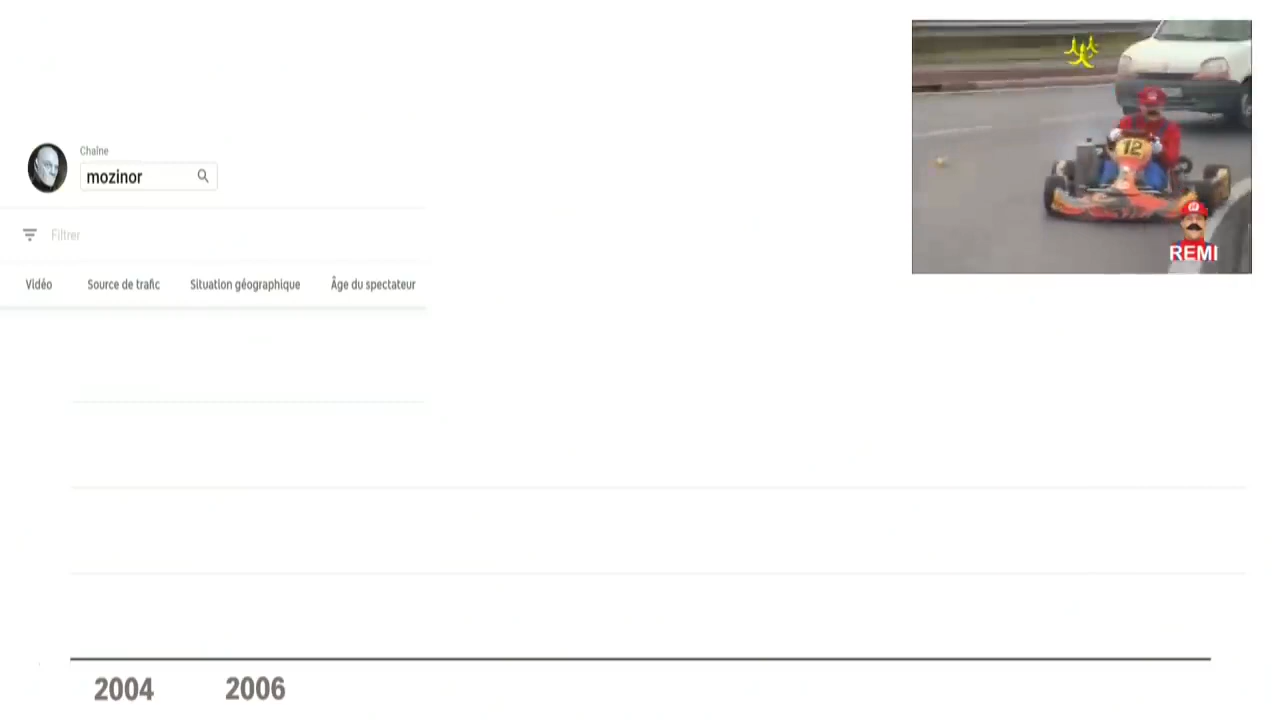 Chaîne
mozinor
Filtrer
Vidéo Source de trafic Situation géographique Âge du spectateur
12
REMI
2004 2006